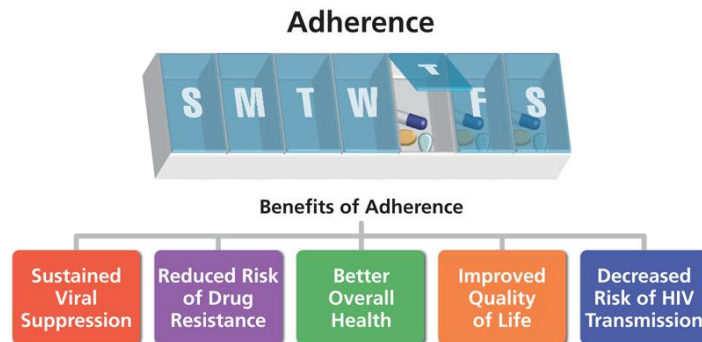 Adherence
S M T W T F S
Benefits of Adherence
Sustained
Viral
Suppression
Reduced Risk
of Drug
Resistance
Better
Overall
Health
Improved
Quality
of Life
Decreased
Risk of HIV
Transmission